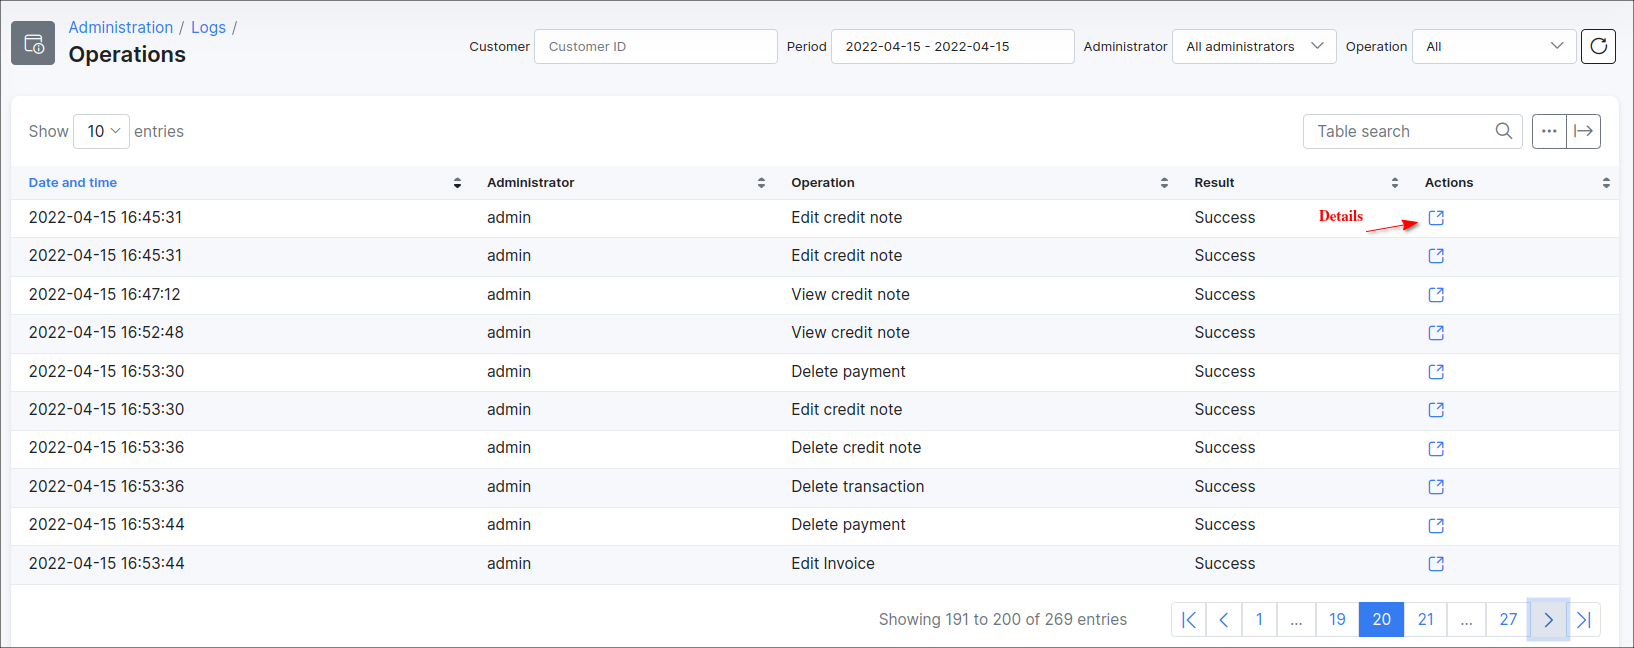 Administration / Logs /
Operations
Customer Customer ID Period 2022-04-15 - 2022-04-15 Administrator All administrators Operation All
Show 10 entries
Table search
Date and time Administrator Operation Result Actions
2022-04-15 16:45:31 admin Edit credit note Success Details
2022-04-15 16:45:31 admin Edit credit note Success
2022-04-15 16:47:12 admin View credit note Success
2022-04-15 16:52:48 admin View credit note Success
2022-04-15 16:53:30 admin Delete payment Success
2022-04-15 16:53:30 admin Edit credit note Success
2022-04-15 16:53:36 admin Delete credit note Success
2022-04-15 16:53:36 admin Delete transaction Success
2022-04-15 16:53:44 admin Delete payment Success
2022-04-15 16:53:44 admin Edit Invoice Success
Showing 191 to 200 of 269 entries 1 ... 19 20 21 ... 27